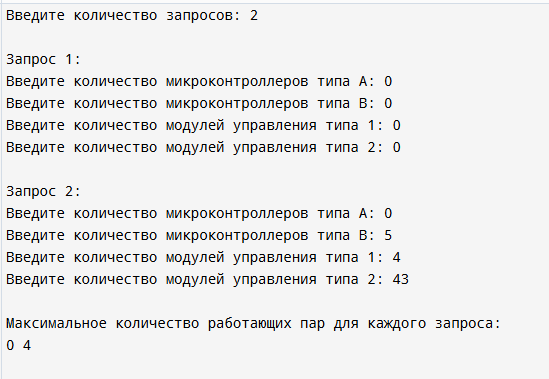 Введите количество запросов: 2
Запрос 1:
Введите количество микроконтроллеров типа A: 0
Введите количество микроконтроллеров типа B: 0
Введите количество модулей управления типа 1: 0
Введите количество модулей управления типа 2: 0
Запрос 2:
Введите количество микроконтроллеров типа A: 0
Введите количество микроконтроллеров типа B: 5
Введите количество модулей управления типа 1: 4
Введите количество модулей управления типа 2: 43
Максимальное количество работающих пар для каждого запроса:
0 4